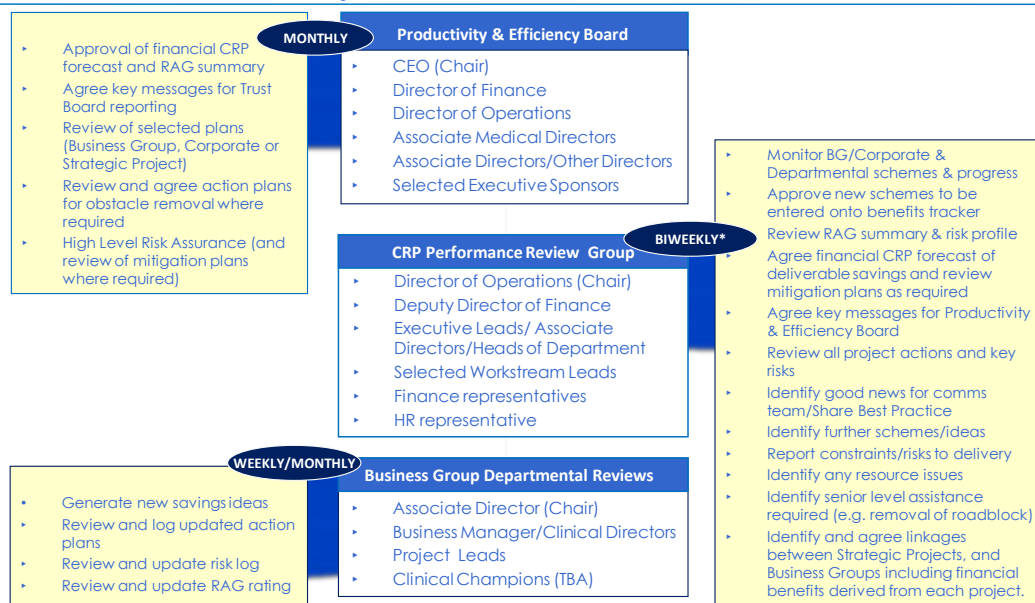 MONTHLY
▸ Approval of financial CRP
forecast and RAG summary
▸ Agree key messages for Trust
Board reporting
▸ Review of selected plans
(Business Group, Corporate or
Strategic Project)
▸ Review and agree action plans
for obstacle removal where
required
▸ High Level Risk Assurance (and
review of mitigation plans
where required)
Productivity & Efficiency Board
▸ CEO (Chair)
▸ Director of Finance
▸ Director of Operations
▸ Associate Medical Directors
▸ Associate Directors/Other Directors
▸ Selected Executive Sponsors
BIWEEKLY*
CRP Performance Review Group
▸ Director of Operations (Chair)
▸ Deputy Director of Finance
▸ Executive Leads/ Associate
Directors/Heads of Department
▸ Selected Workstream Leads
▸ Finance representatives
▸ HR representative
▸ Monitor BG/Corporate &
Departmental schemes & progress
▸ Approve new schemes to be
entered onto benefits tracker
▸ Review RAG summary & risk profile
▸ Agree financial CRP forecast of
deliverable savings and review
mitigation plans as required
▸ Agree key messages for Productivity
& Efficiency Board
▸ Review all project actions and key
risks
▸ Identify good news for comms
team/Share Best Practice
▸ Identify further schemes/ideas
▸ Report constraints/risks to delivery
▸ Identify any resource issues
▸ Identify senior level assistance
required (e.g. removal of roadblock)
▸ Identify and agree linkages
between Strategic Projects, and
Business Groups including financial
benefits derived from each project.
WEEKLY/MONTHLY
• Generate new savings ideas
▸ Review and log updated action
plans
▸ Review and update risk log
▸ Review and update RAG rating
Business Group Departmental Reviews
▸ Associate Director (Chair)
▸ Business Manager/Clinical Directors
▸ Project Leads
▸ Clinical Champions (TBA)